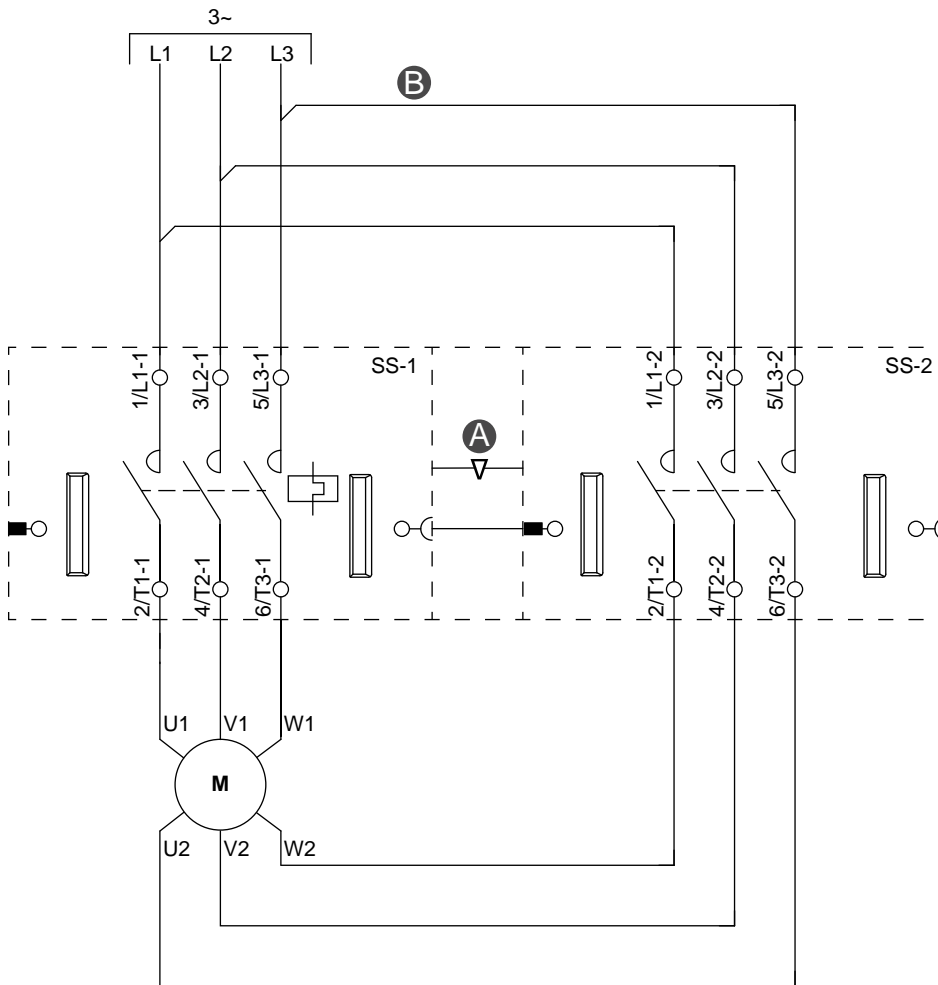 3~
L1 L2 L3
B
SS-1 SS-2
1/L1-1 3/L2-1 5/L3-1 1/L1-2 3/L2-2 5/L3-2
A
2/T1-1 4/T2-1 6/T3-1 2/T1-2 4/T2-2 6/T3-2
U1 V1 W1
M
U2 V2 W2